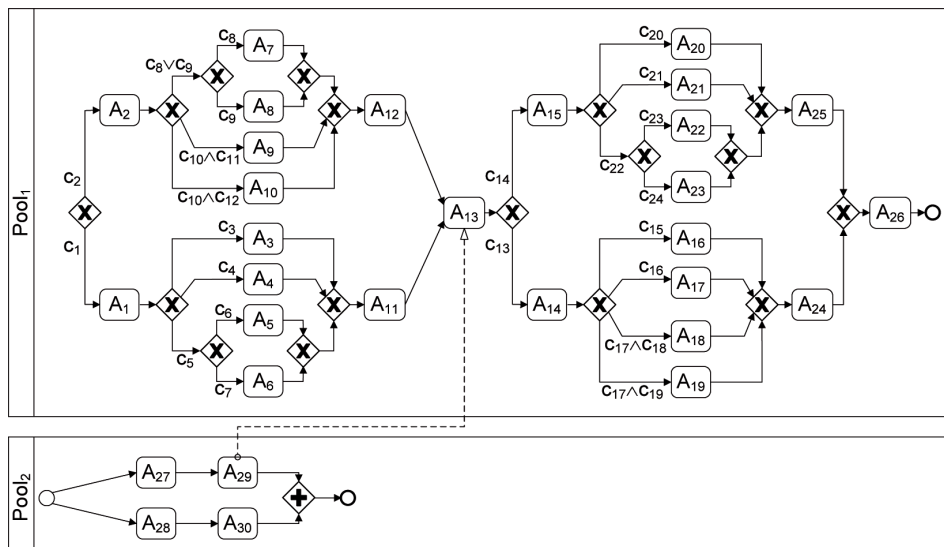 Pool₁
C₂
C₁
A₂
C₈∨C₉
C₈
C₉
A₇
A₈
C₁₀∧C₁₁
A₉
C₁₀∧C₁₂
A₁₀
A₁₂
A₁
C₃
A₃
C₄
A₄
C₅
C₆
A₅
C₇
A₆
A₁₁
A₁₃
C₁₄
C₁₃
A₁₅
C₂₀
A₂₀
C₂₁
A₂₁
C₂₂
C₂₃
A₂₂
C₂₄
A₂₃
A₂₅
A₁₄
C₁₅
A₁₆
C₁₆
A₁₇
C₁₇∧C₁₈
A₁₈
C₁₇∧C₁₉
A₁₉
A₂₄
A₂₆
Pool₂
A₂₇
A₂₉
A₂₈
A₃₀